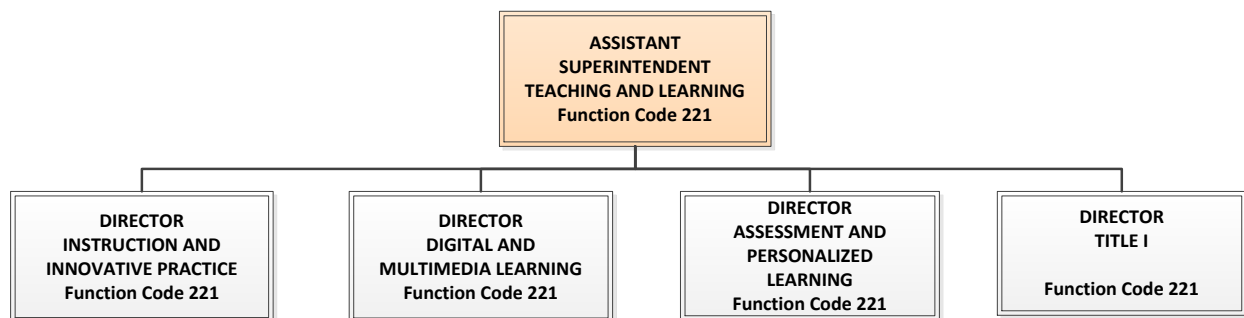 ASSISTANT
SUPERINTENDENT
TEACHING AND LEARNING
Function Code 221
DIRECTOR
INSTRUCTION AND
INNOVATIVE PRACTICE
Function Code 221
DIRECTOR
DIGITAL AND
MULTIMEDIA LEARNING
Function Code 221
DIRECTOR
ASSESSMENT AND
PERSONALIZED
LEARNING
Function Code 221
DIRECTOR
TITLE I
Function Code 221